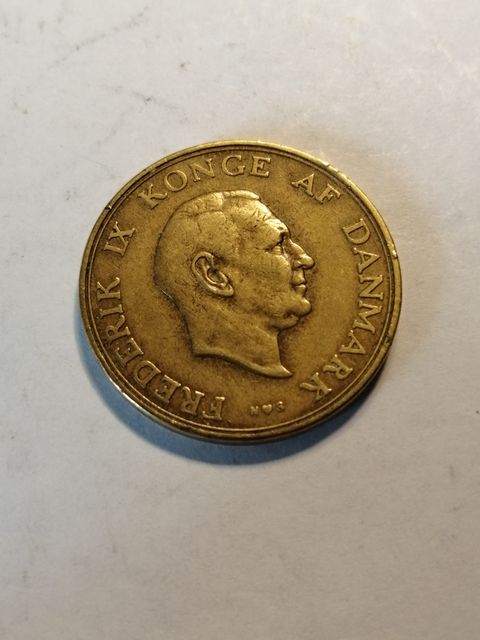 FREDERIK IX KONGE AF DANMARK
N♥S